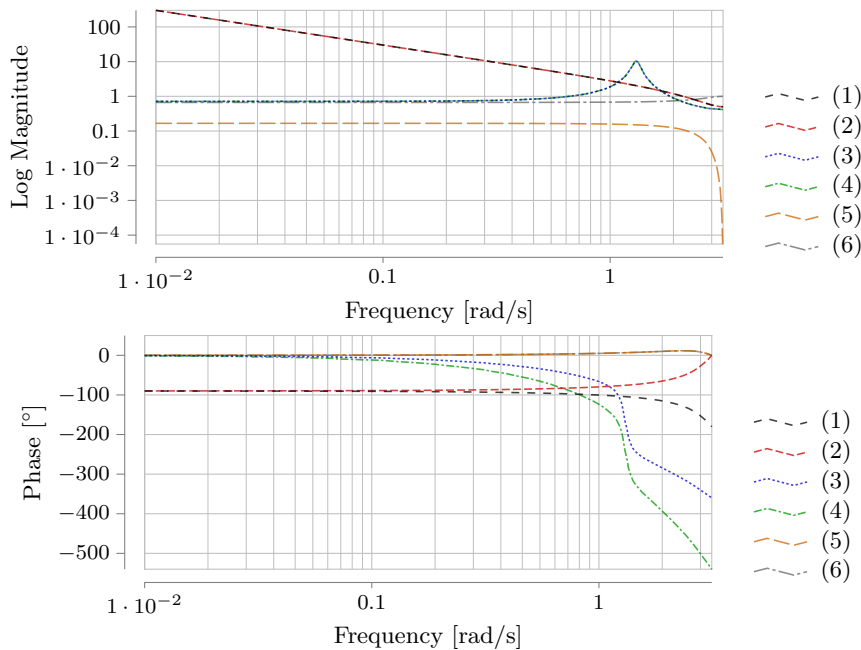 100
10
1
0.1
1 · 10⁻²
1 · 10⁻³
1 · 10⁻⁴
Log Magnitude
1 · 10⁻²
0.1
1
Frequency [rad/s]
(1)
(2)
(3)
(4)
(5)
(6)
0
−100
−200
−300
−400
−500
Phase [°]
1 · 10⁻²
0.1
1
Frequency [rad/s]
(1)
(2)
(3)
(4)
(5)
(6)